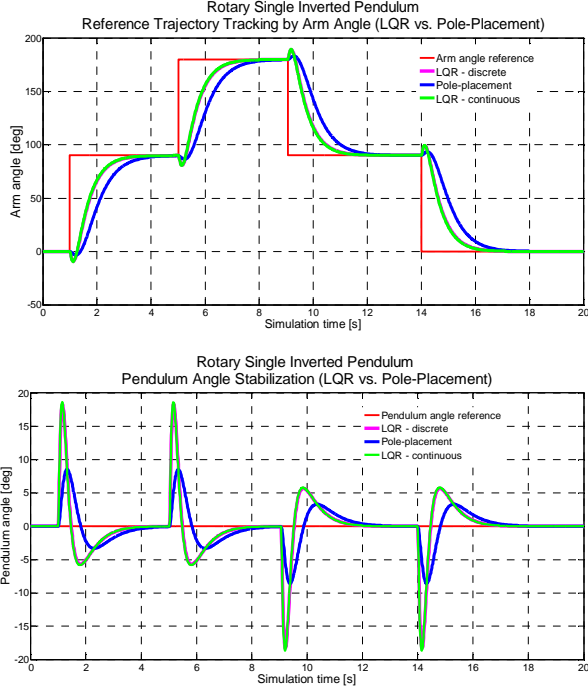 Rotary Single Inverted Pendulum
Reference Trajectory Tracking by Arm Angle (LQR vs. Pole-Placement)
200
150
100
50
0
-50
Arm angle [deg]
Arm angle reference
LQR - discrete
Pole-placement
LQR - continuous
0 2 4 6 8 10 12 14 16 18 20
Simulation time [s]
Rotary Single Inverted Pendulum
Pendulum Angle Stabilization (LQR vs. Pole-Placement)
20
15
10
5
0
-5
-10
-15
-20
Pendulum angle [deg]
Pendulum angle reference
LQR - discrete
Pole-placement
LQR - continuous
0 2 4 6 8 10 12 14 16 18 20
Simulation time [s]